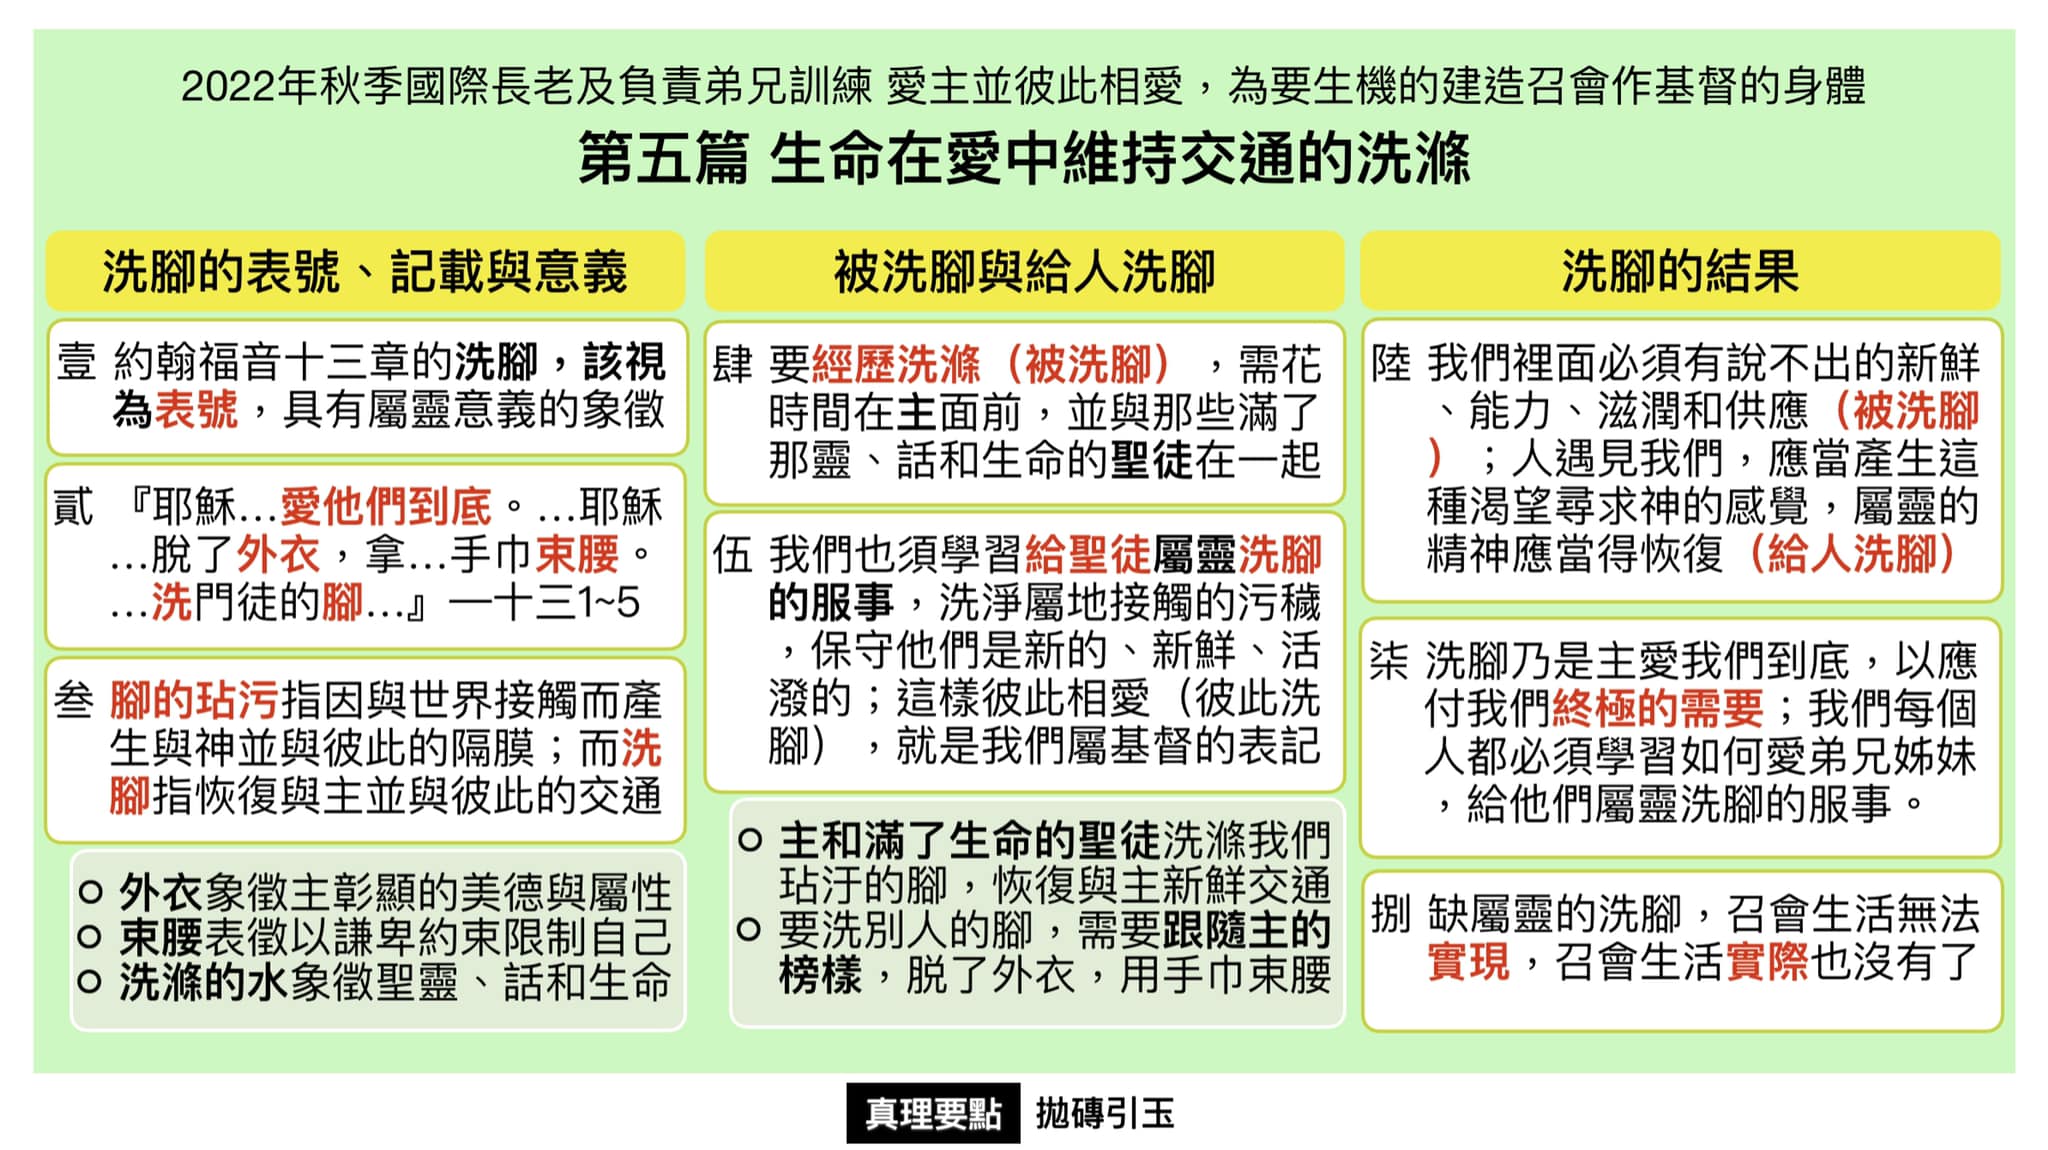 2022年秋季國際長老及負責弟兄訓練 愛主並彼此相愛，為要生機的建造召會作基督的身體
第五篇 生命在愛中維持交通的洗滌
洗腳的表號、記載與意義
壹 約翰福音十三章的洗腳，該視
為表號，具有屬靈意義的象徵
貳 『耶穌…愛他們到底。…耶穌
…脫了外衣，拿…手巾束腰。
…洗門徒的腳…』—十三1~5
叁 腳的玷污指因與世界接觸而產
生與神並與彼此的隔膜；而洗
腳指恢復與主並與彼此的交通
○ 外衣象徵主彰顯的美德與屬性
○ 束腰表徵以謙卑約束限制自己
○ 洗滌的水象徵聖靈、話和生命
被洗腳與給人洗腳
肆 要經歷洗滌（被洗腳），需花
時間在主面前，並與那些滿了
那靈、話和生命的聖徒在一起
伍 我們也須學習給聖徒屬靈洗腳
的服事，洗淨屬地接觸的污穢
，保守他們是新的、新鮮、活
潑的；這樣彼此相愛（彼此洗
腳），就是我們屬基督的表記
○ 主和滿了生命的聖徒洗滌我們
玷汙的腳，恢復與主新鮮交通
○ 要洗別人的腳，需要跟隨主的
榜樣，脫了外衣，用手巾束腰
洗腳的結果
陸 我們裡面必須有說不出的新鮮
、能力、滋潤和供應（被洗腳
）；人遇見我們，應當產生這
種渴望尋求神的感覺，屬靈的
精神應當得恢復（給人洗腳）
柒 洗腳乃是主愛我們到底，以應
付我們終極的需要；我們每個
人都必須學習如何愛弟兄姊妹
，給他們屬靈洗腳的服事。
捌 缺屬靈的洗腳，召會生活無法
實現，召會生活實際也沒有了
真理要點 拋磚引玉